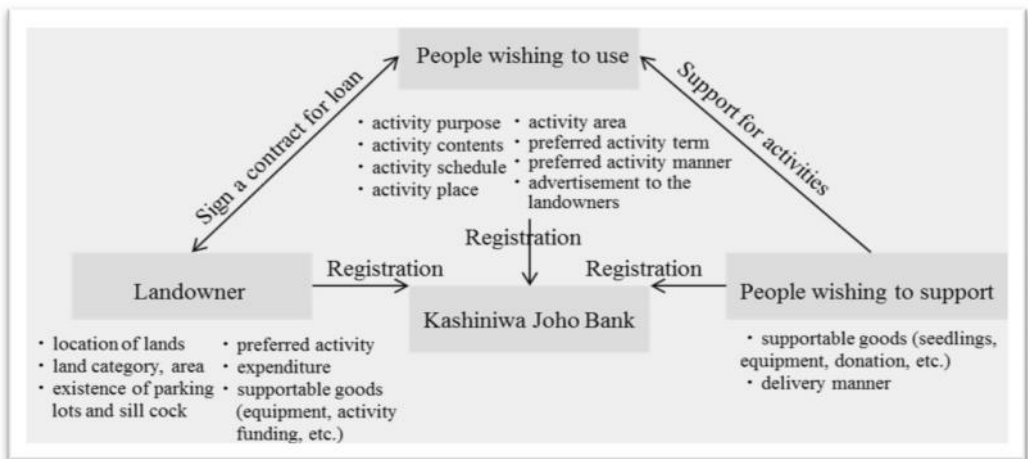 People wishing to use
Sign a contract for loan
Support for activities
・activity purpose
・activity contents
・activity schedule
・activity place
・activity area
・preferred activity term
・preferred activity manner
・advertisement to the
landowners
Registration
Registration
Registration
Landowner
Kashiniwa Joho Bank
People wishing to support
・location of lands
・land category, area
・existence of parking
lots and sill cock
・preferred activity
・expenditure
・supportable goods
(equipment, activity
funding, etc.)
・supportable goods (seedlings,
equipment, donation, etc.)
・delivery manner